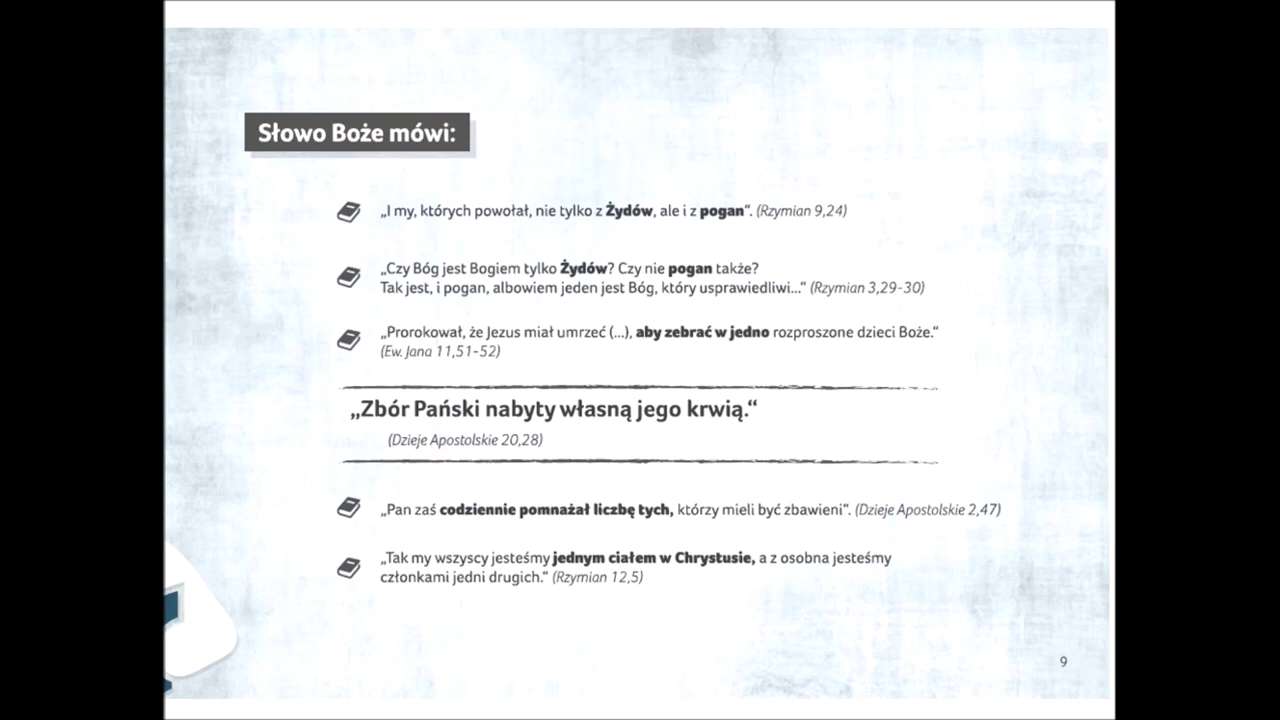 Słowo Boże mówi:
„I my, których powołał, nie tylko z Żydów, ale i z pogan“. (Rzymian 9,24)
„Czy Bóg jest Bogiem tylko Żydów? Czy nie pogan także?
Tak jest, i pogan, albowiem jeden jest Bóg, który usprawiedliwi...“ (Rzymian 3,29-30)
„Prorokował, że Jezus miał umrzeć (...), aby zebrać w jedno rozproszone dzieci Boże.“
(Ew. Jana 11,51-52)
„Zbór Pański nabyty własną jego krwią.“
(Dzieje Apostolskie 20,28)
„Pan zaś codziennie pomnażał liczbę tych, którzy mieli być zbawieni“. (Dzieje Apostolskie 2,47)
„Tak my wszyscy jesteśmy jednym ciałem w Chrystusie, a z osobna jesteśmy
członkami jedni drugich.“ (Rzymian 12,5)
9